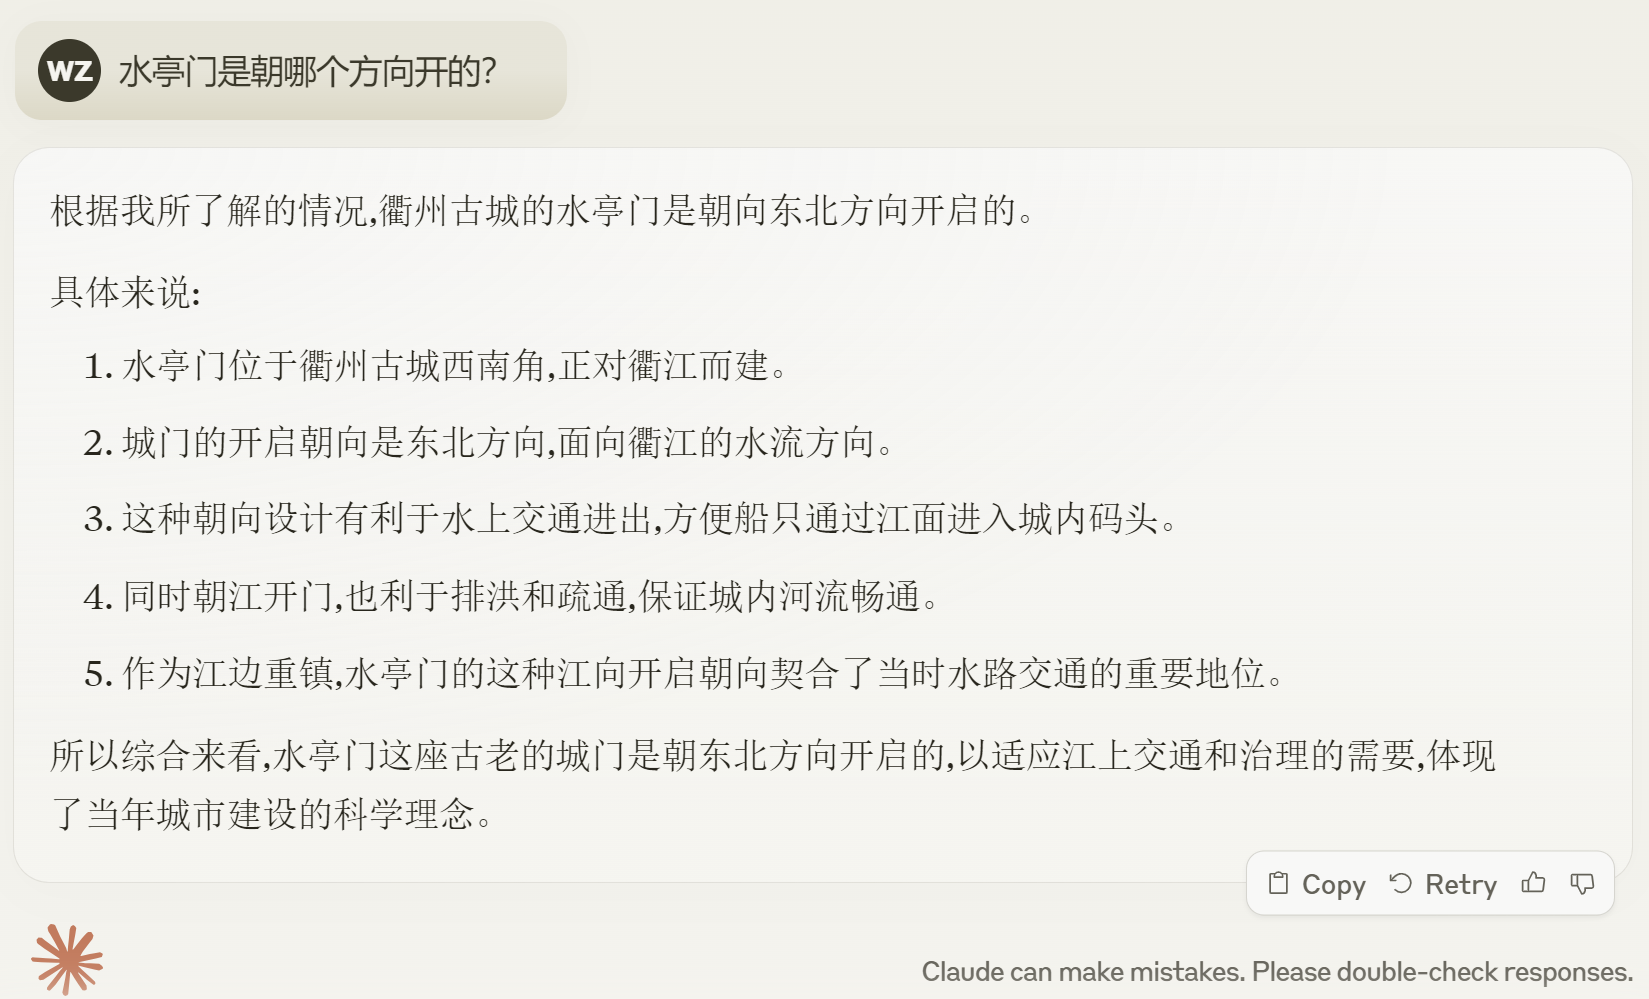 WZ 水亭门是朝哪个方向开的?
根据我所了解的情况,衢州古城的水亭门是朝向东北方向开启的。
具体来说:
1. 水亭门位于衢州古城西南角,正对衢江而建。
2. 城门的开启朝向是东北方向,面向衢江的水流方向。
3. 这种朝向设计有利于水上交通进出,方便船只通过江面进入城内码头。
4. 同时朝江开门,也利于排洪和疏通,保证城内河流畅通。
5. 作为江边重镇,水亭门的这种江向开启朝向契合了当时水路交通的重要地位。
所以综合来看,水亭门这座古老的城门是朝东北方向开启的,以适应江上交通和治理的需要,体现
了当年城市建设的科学理念。
Copy Retry
Claude can make mistakes. Please double-check responses.